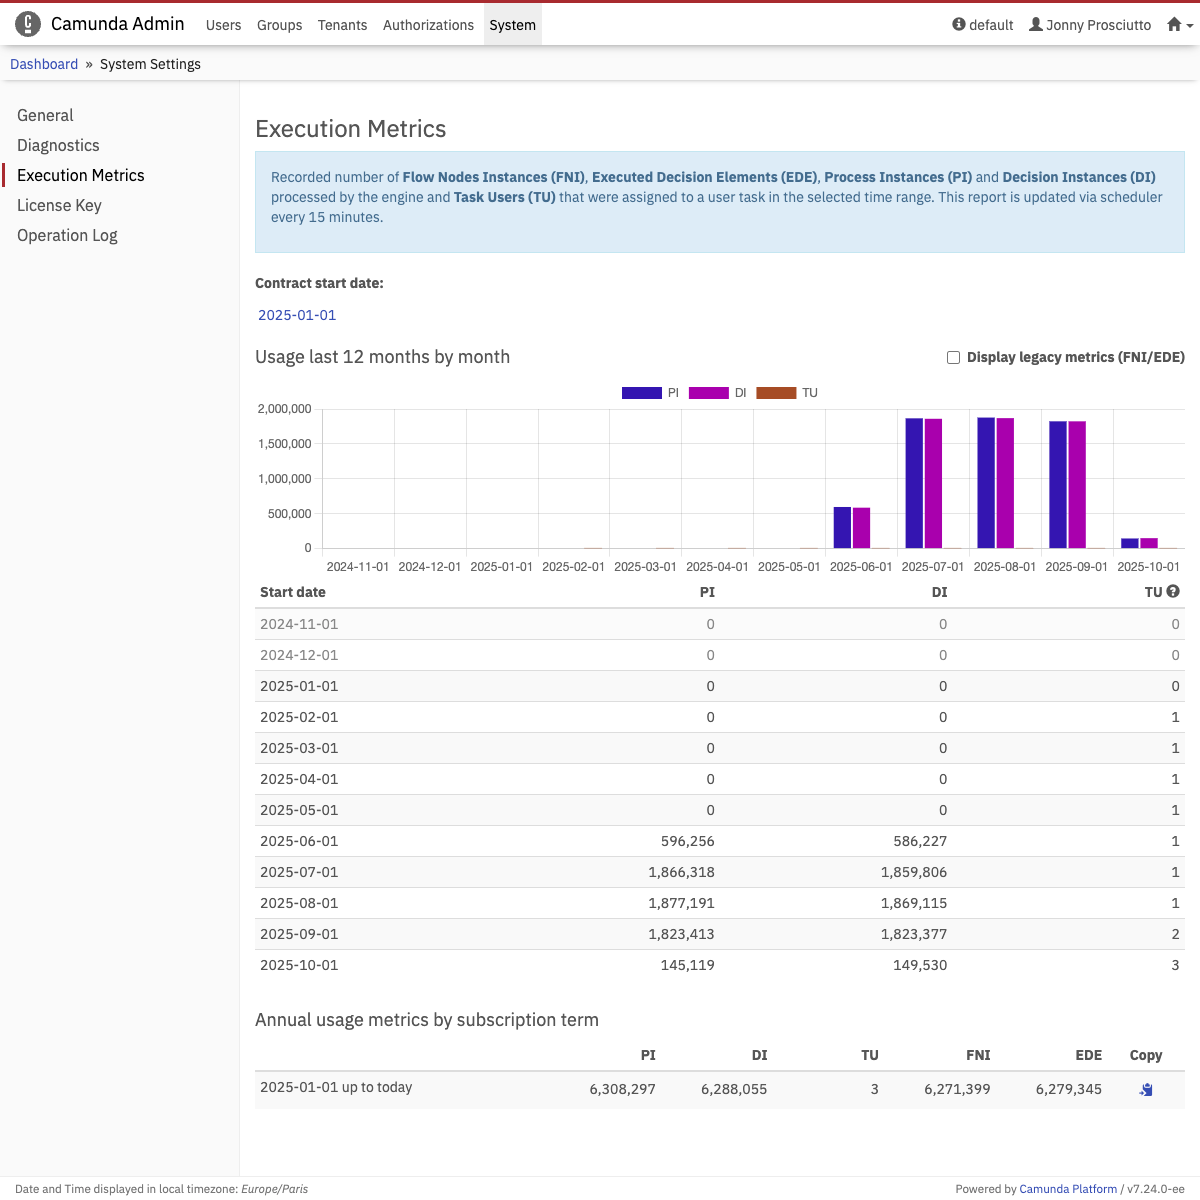 Camunda Admin Users Groups Tenants Authorizations System default Jonny Prosciutto
Dashboard » System Settings
General
Diagnostics
Execution Metrics
License Key
Operation Log
Execution Metrics
Recorded number of Flow Nodes Instances (FNI), Executed Decision Elements (EDE), Process Instances (PI) and Decision Instances (DI)
processed by the engine and Task Users (TU) that were assigned to a user task in the selected time range. This report is updated via scheduler
every 15 minutes.
Contract start date:
2025-01-01
Usage last 12 months by month
Display legacy metrics (FNI/EDE)
PI DI TU
2,000,000
1,500,000
1,000,000
500,000
0
2024-11-01 2024-12-01 2025-01-01 2025-02-01 2025-03-01 2025-04-01 2025-05-01 2025-06-01 2025-07-01 2025-08-01 2025-09-01 2025-10-01
Start date PI DI TU
2024-11-01 0 0 0
2024-12-01 0 0 0
2025-01-01 0 0 0
2025-02-01 0 0 1
2025-03-01 0 0 1
2025-04-01 0 0 1
2025-05-01 0 0 1
2025-06-01 596,256 586,227 1
2025-07-01 1,866,318 1,859,806 1
2025-08-01 1,877,191 1,869,115 1
2025-09-01 1,823,413 1,823,377 2
2025-10-01 145,119 149,530 3
Annual usage metrics by subscription term
PI DI TU FNI EDE Copy
2025-01-01 up to today 6,308,297 6,288,055 3 6,271,399 6,279,345
Date and Time displayed in local timezone: Europe/Paris
Powered by Camunda Platform / v7.24.0-ee